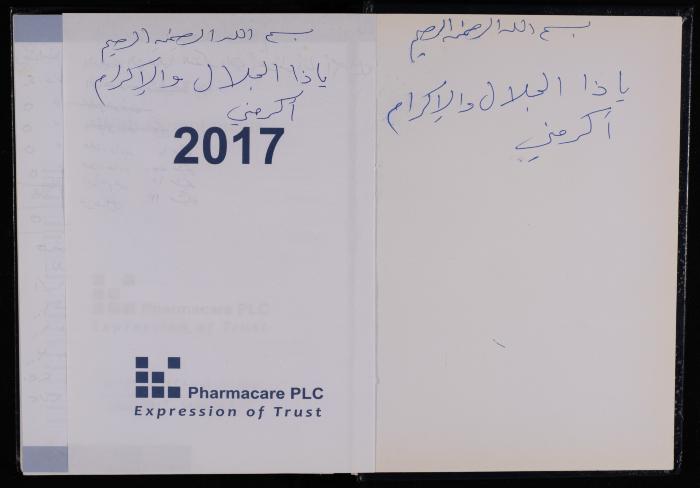 بسم الله الرحمن الرحيم
ياذا الجلال والإكرام
أكرمني
2017
Pharmacare PLC
Expression of Trust
بسم الله الرحمن الرحيم
ياذا الجلال والإكرام
أكرمني